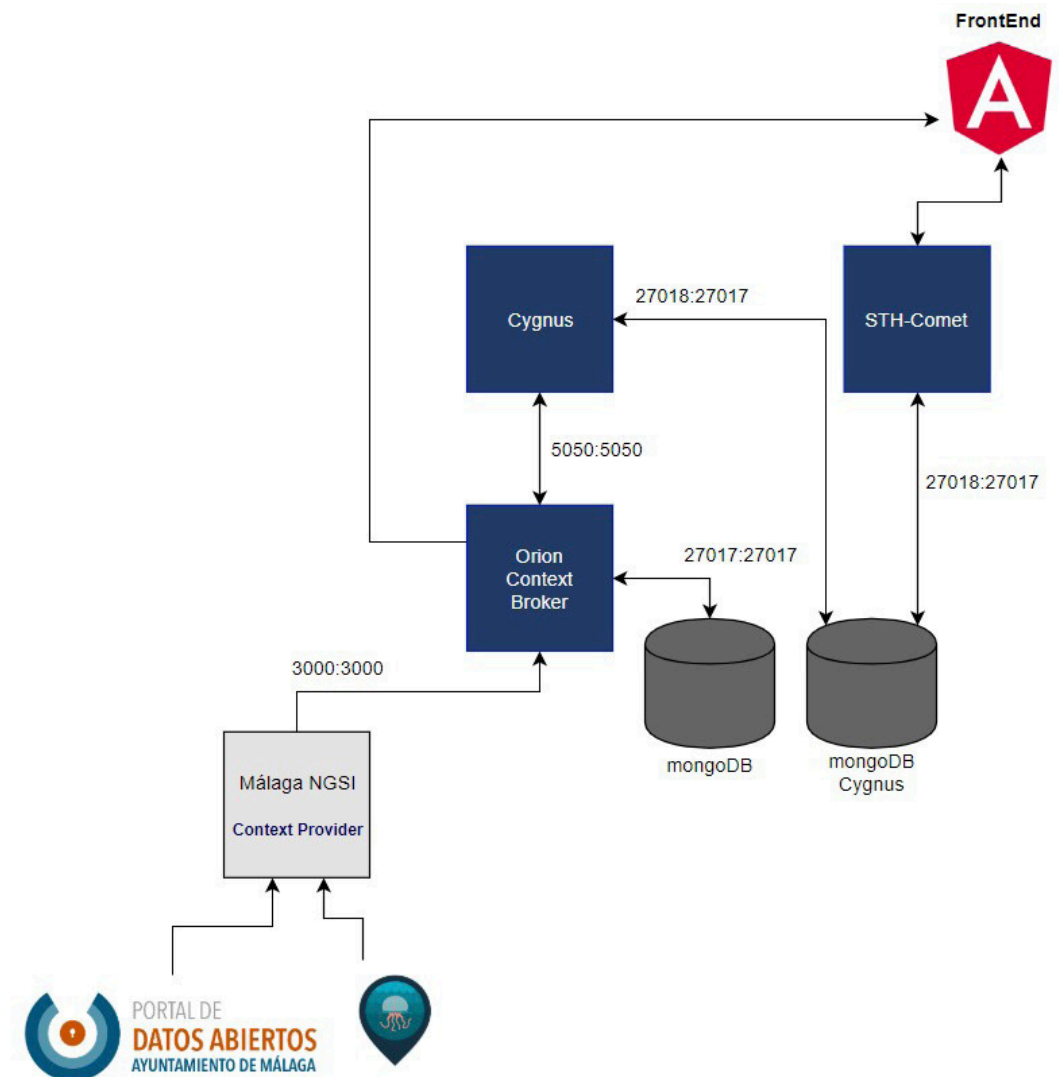 FrontEnd
A
27018:27017
Cygnus
STH-Comet
5050:5050
27018:27017
Orion
Context
Broker
27017:27017
3000:3000
mongoDB
mongoDB
Cygnus
Málaga NGSI
Context Provider
PORTAL DE
DATOS ABIERTOS
AYUNTAMIENTO DE MÁLAGA